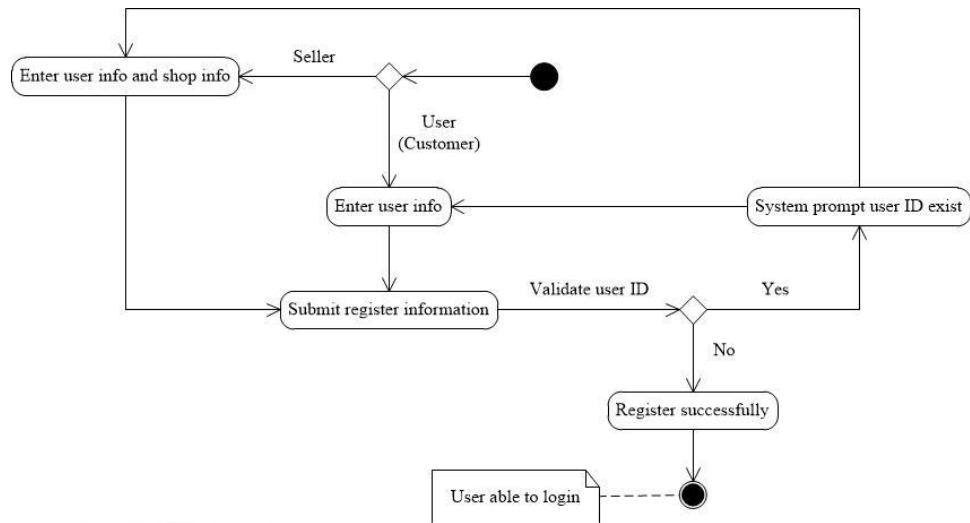 Seller
Enter user info and shop info
User
(Customer)
Enter user info
System prompt user ID exist
Validate user ID
Yes
Submit register information
No
Register successfully
User able to login